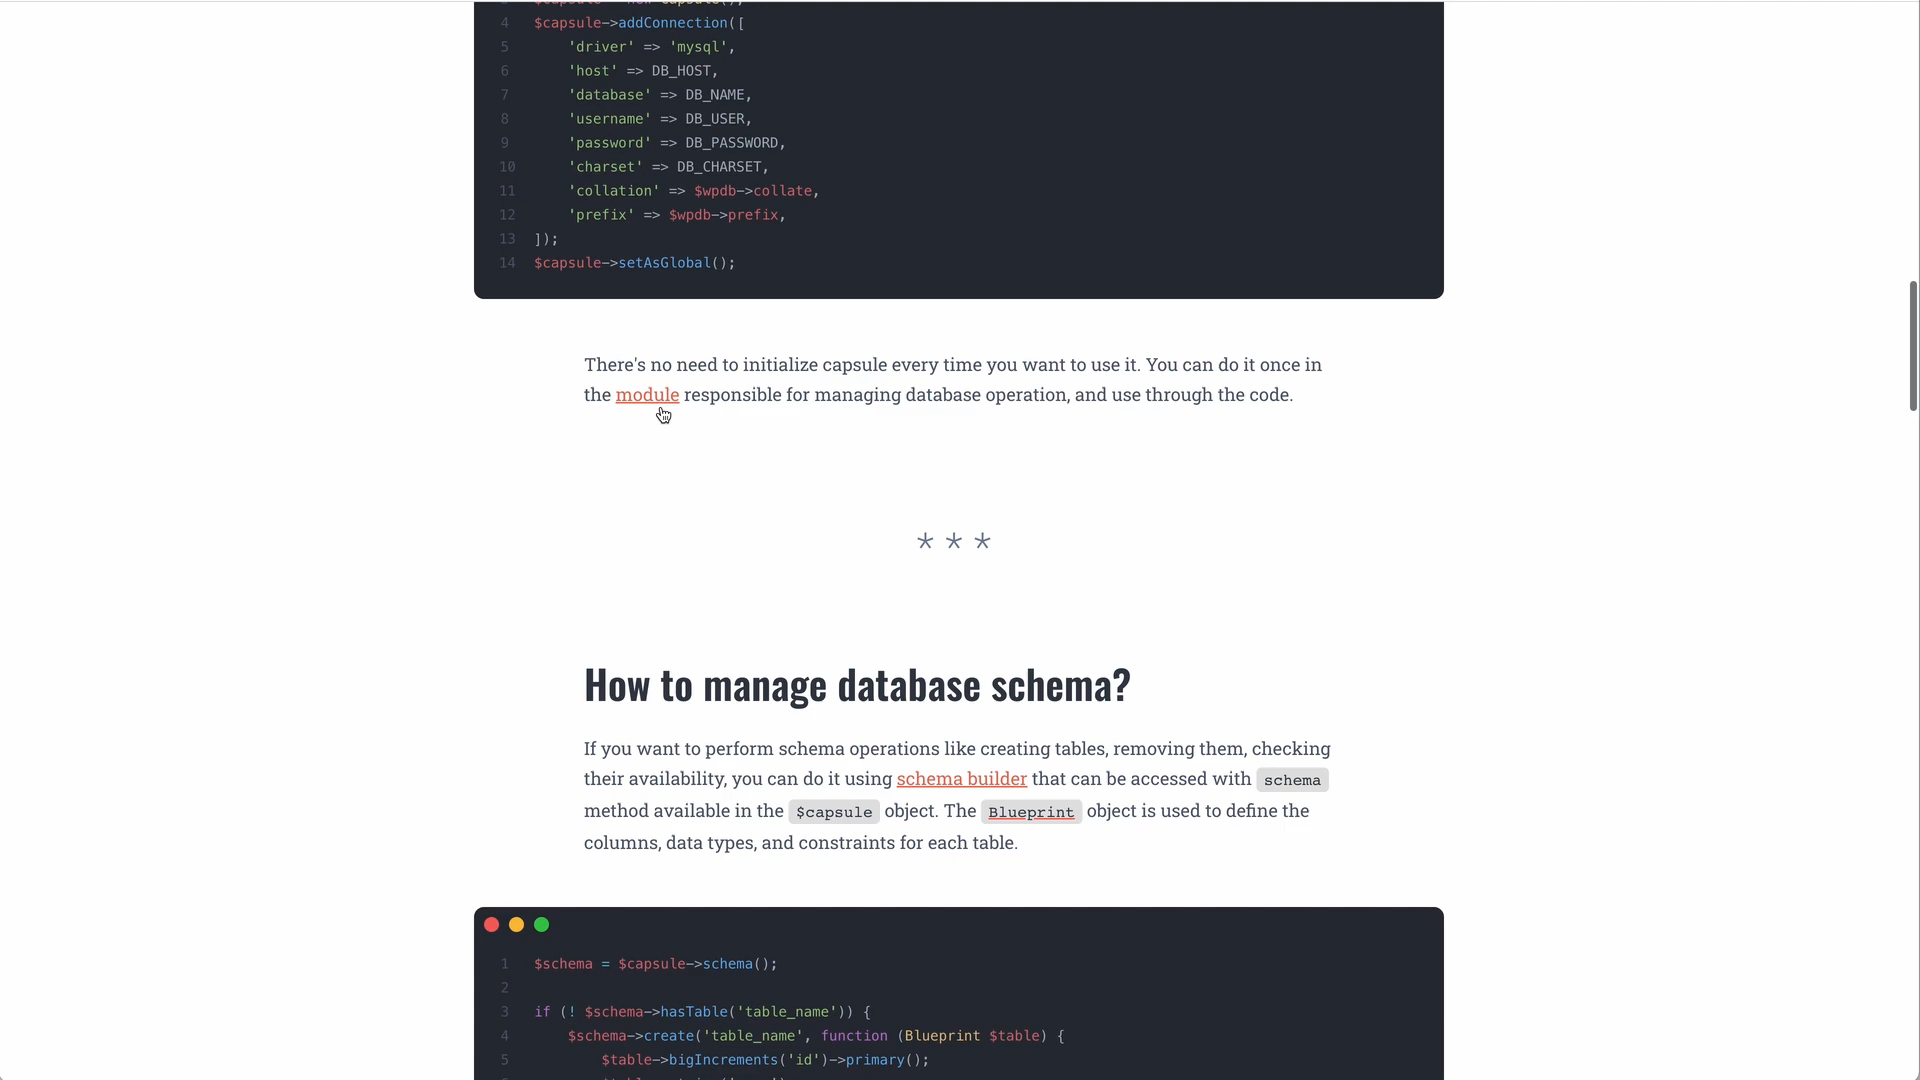 4 $capsule->addConnection([
5 'driver' => 'mysql',
6 'host' => DB_HOST,
7 'database' => DB_NAME,
8 'username' => DB_USER,
9 'password' => DB_PASSWORD,
10 'charset' => DB_CHARSET,
11 'collation' => $wpdb->collate,
12 'prefix' => $wpdb->prefix,
13 ]);
14 $capsule->setAsGlobal();
There's no need to initialize capsule every time you want to use it. You can do it once in
the module responsible for managing database operation, and use through the code.
* * *
How to manage database schema?
If you want to perform schema operations like creating tables, removing them, checking
their availability, you can do it using schema builder that can be accessed with schema
method available in the $capsule object. The Blueprint object is used to define the
columns, data types, and constraints for each table.
1 $schema = $capsule->schema();
2
3 if (! $schema->hasTable('table_name')) {
4 $schema->create('table_name', function (Blueprint $table) {
5 $table->bigIncrements('id')->primary();